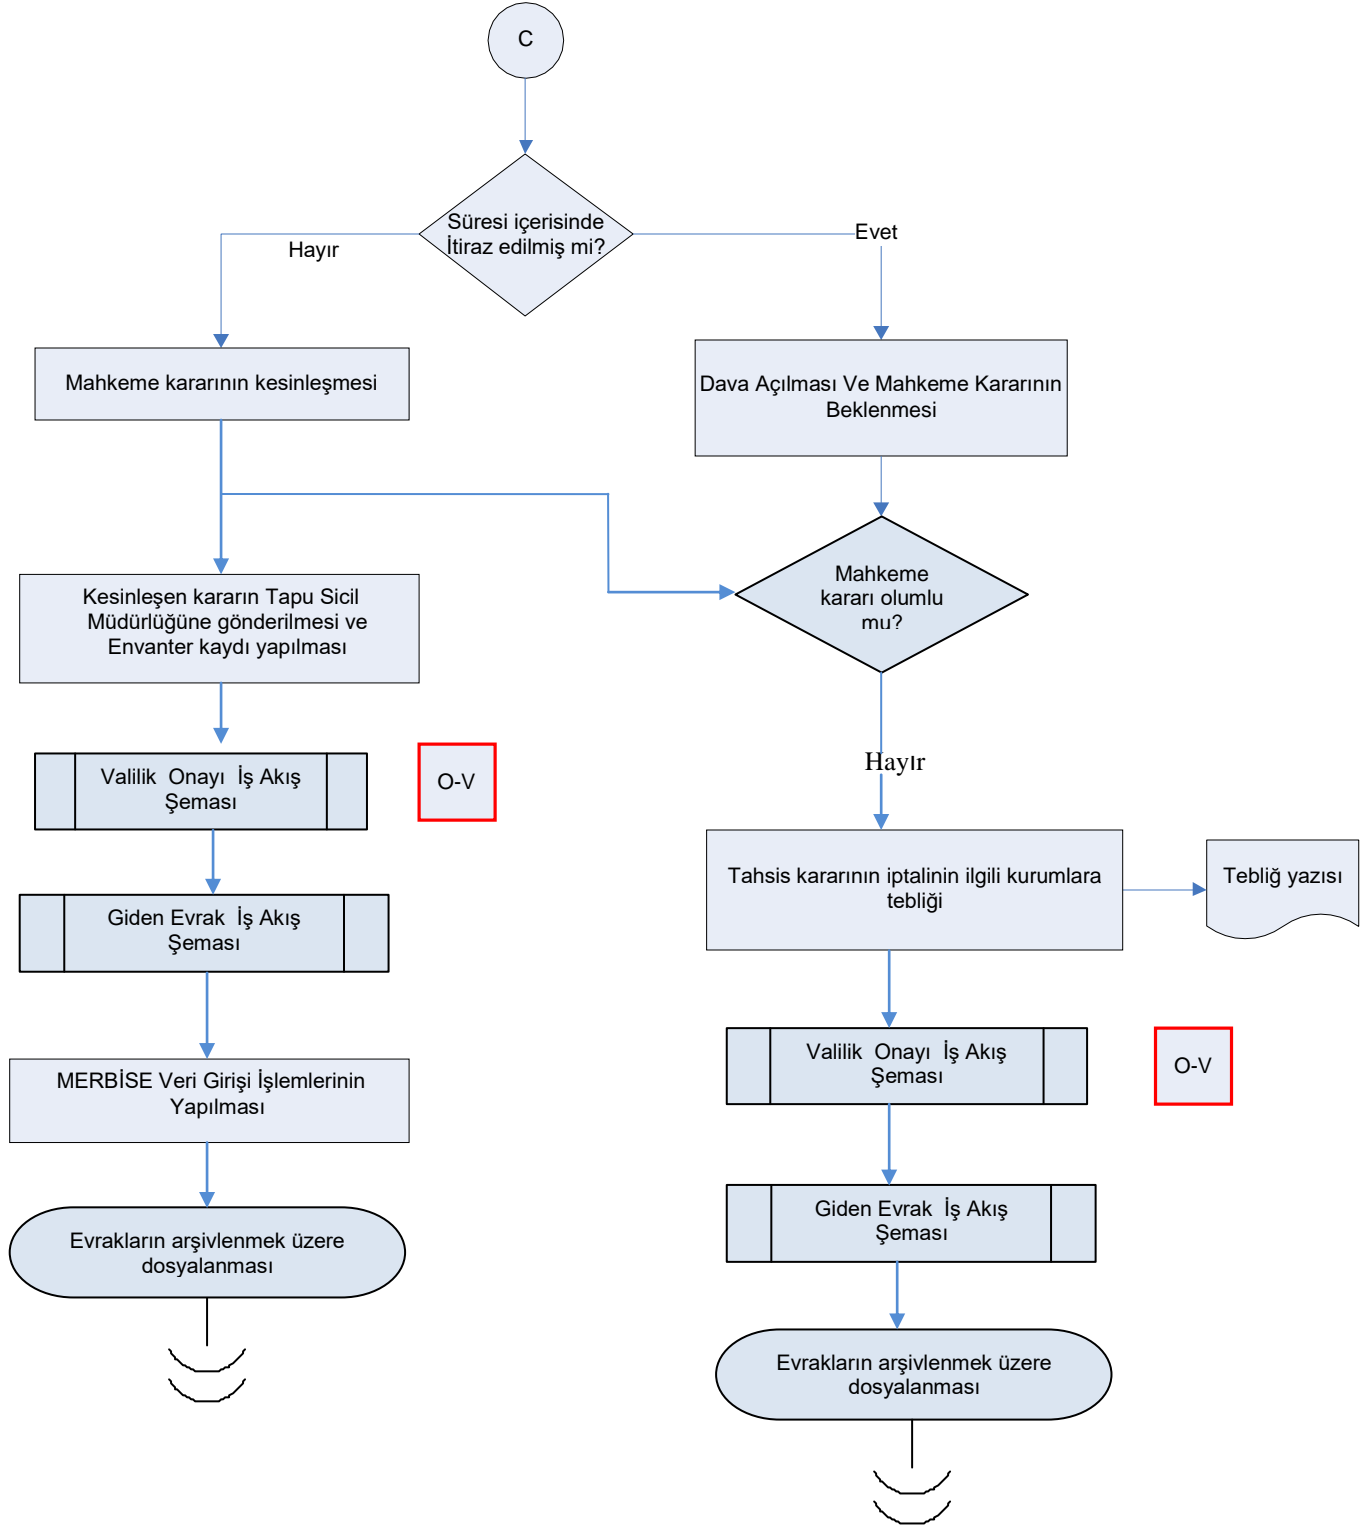 C
Süresi içerisinde
İtiraz edilmiş mi?
Hayır
Evet
Mahkeme kararının kesinleşmesi
Dava Açılması Ve Mahkeme Kararının
Beklenmesi
Mahkeme
kararı olumlu
mu?
Kesinleşen kararın Tapu Sicil
Müdürlüğüne gönderilmesi ve
Envanter kaydı yapılması
Valilik Onayı İş Akış
Şeması
O-V
Hayır
Giden Evrak İş Akış
Şeması
Tahsis kararının iptalinin ilgili kurumlara
tebliği
Tebliğ yazısı
MERBİSE Veri Girişi İşlemlerinin
Yapılması
Valilik Onayı İş Akış
Şeması
O-V
Evrakların arşivlenmek üzere
dosyalanması
Giden Evrak İş Akış
Şeması
Evrakların arşivlenmek üzere
dosyalanması